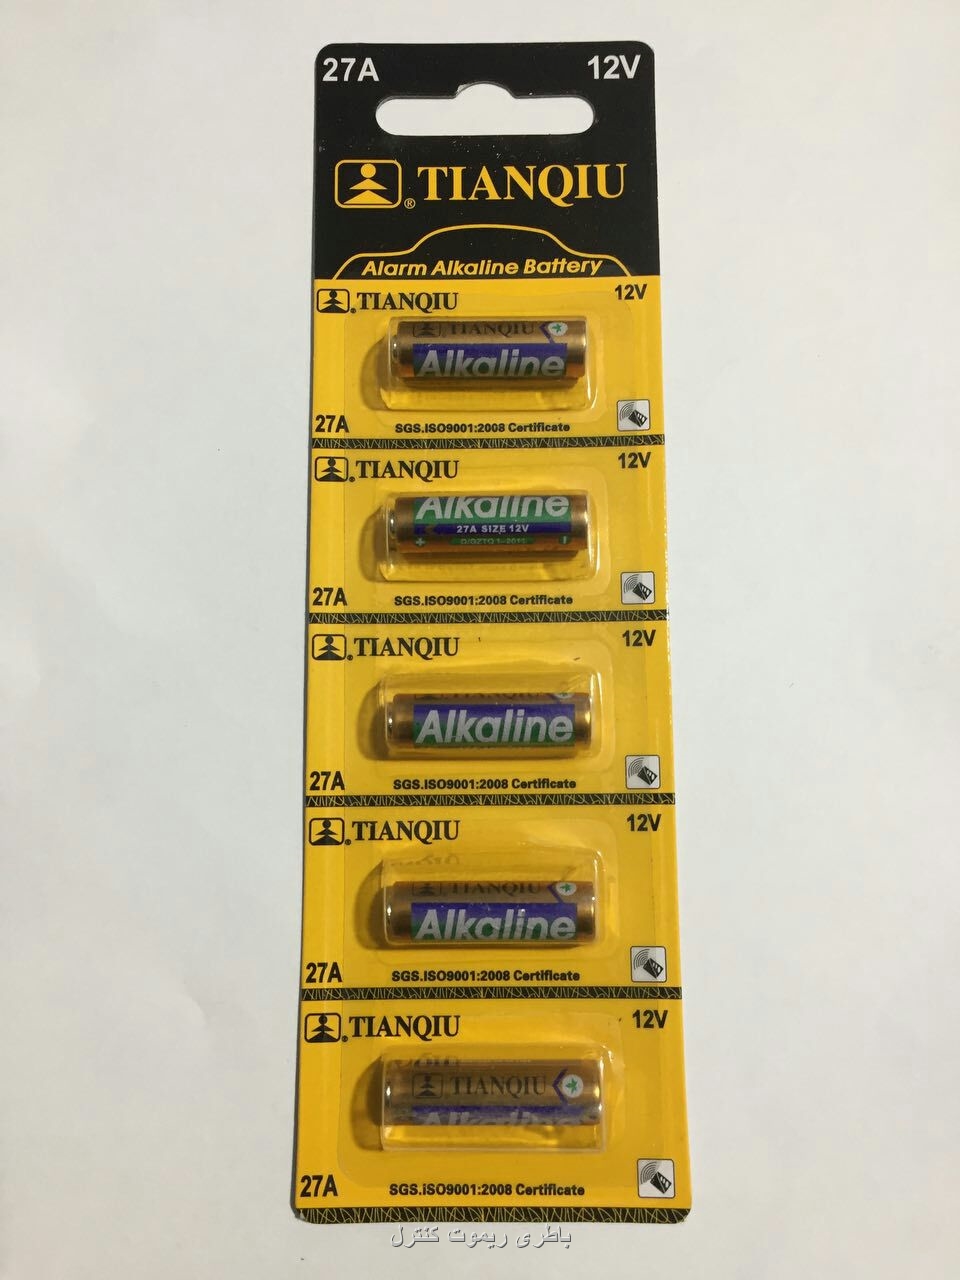 27A 12V
TIANQIU
Alarm Alkaline Battery
TIANQIU 12V
TIANQIU
Alkaline
27A SGS.ISO9001:2008 Certificate
TIANQIU 12V
Alkaline
27A SIZE 12V
27A SGS.ISO9001:2008 Certificate
TIANQIU 12V
TIANQIU
Alkaline
27A SGS.ISO9001:2008 Certificate
TIANQIU 12V
TIANQIU
Alkaline
27A SGS.ISO9001:2008 Certificate
TIANQIU 12V
TIANQIU
Alkaline
27A SGS.ISO9001:2008 Certificate
باطری ریموت کنترل